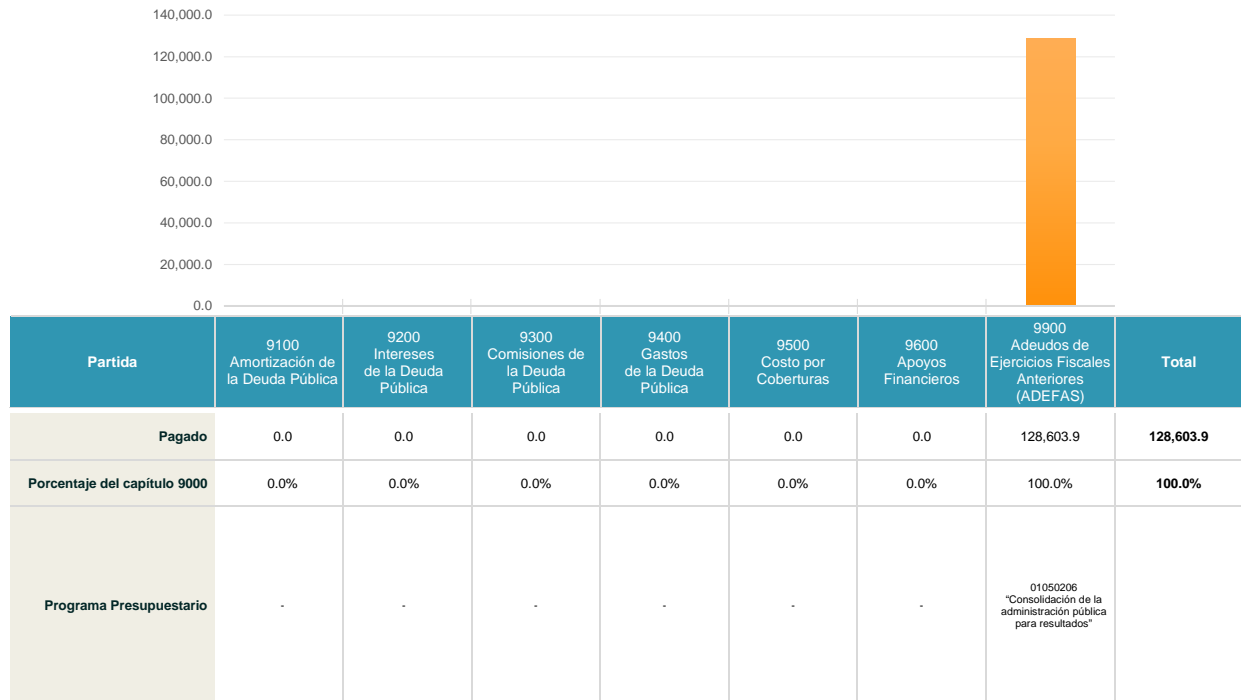 140,000.0
120,000.0
100,000.0
80,000.0
60,000.0
40,000.0
20,000.0
0.0
Partida
9100
Amortización de
la Deuda Pública
9200
Intereses
de la Deuda
Pública
9300
Comisiones de
la Deuda
Pública
9400
Gastos
de la Deuda
Pública
9500
Costo por
Coberturas
9600
Apoyos
Financieros
9900
Adeudos de
Ejercicios Fiscales
Anteriores
(ADEFAS)
Total
Pagado 0.0 0.0 0.0 0.0 0.0 0.0 128,603.9 128,603.9
Porcentaje del capítulo 9000 0.0% 0.0% 0.0% 0.0% 0.0% 0.0% 100.0% 100.0%
Programa Presupuestario - - - - - -
01050206
“Consolidación de la
administración pública
para resultados”